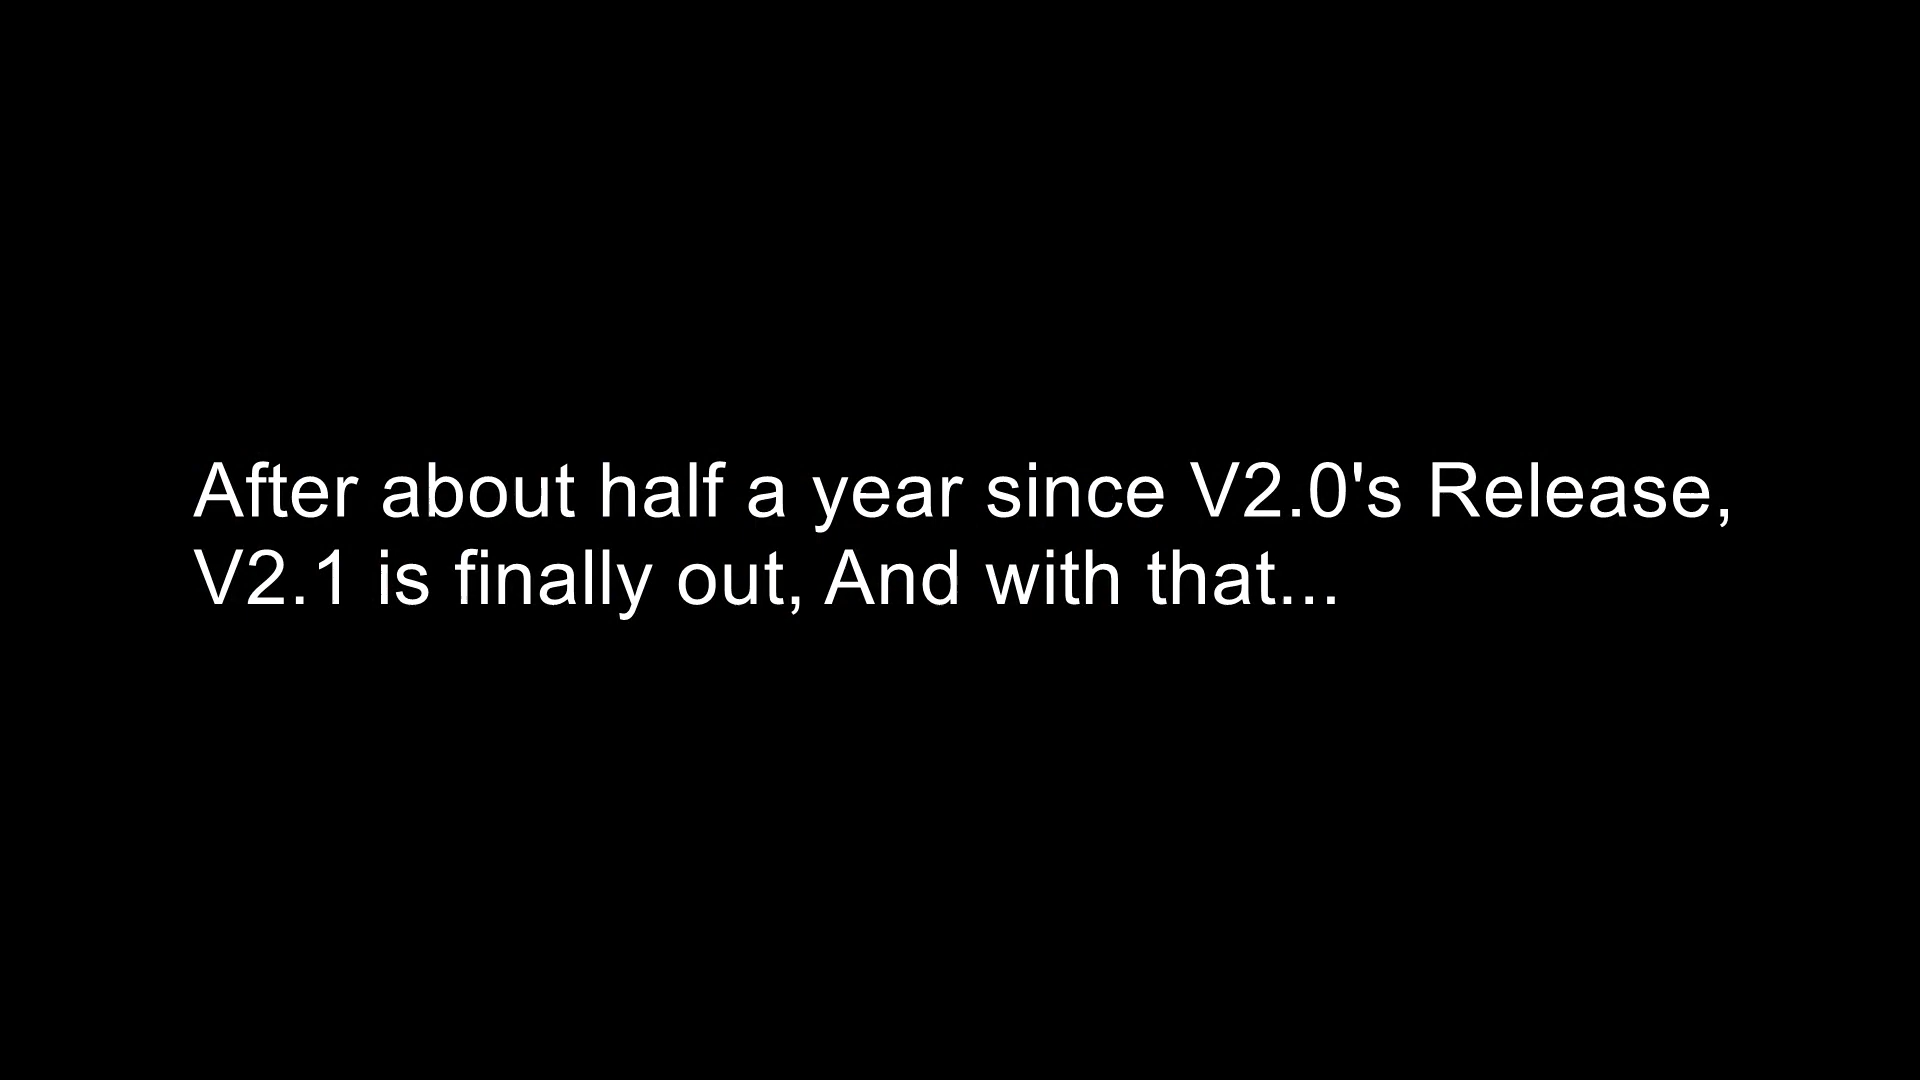 After about half a year since V2.0's Release,
V2.1 is finally out, And with that...